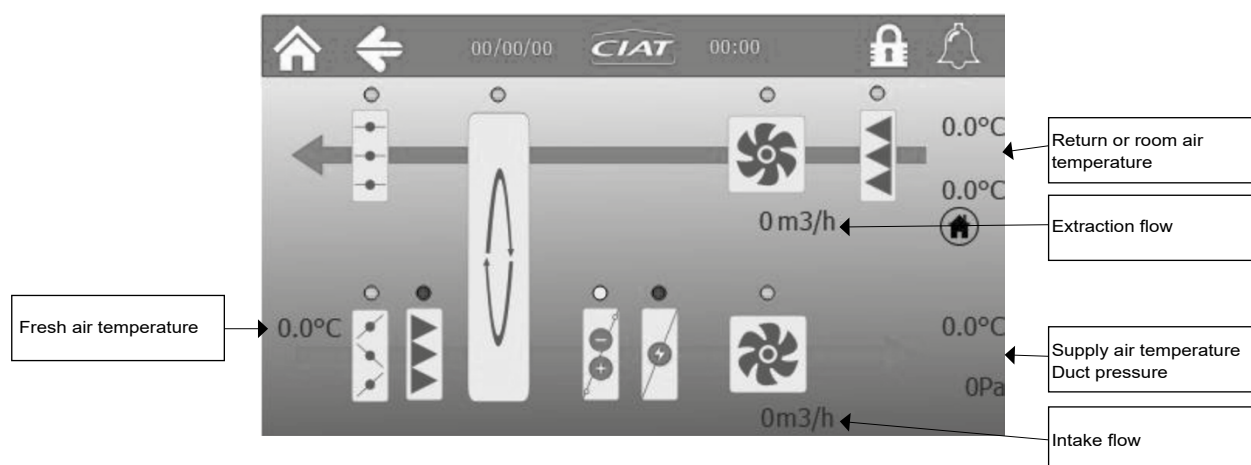 00/00/00 CIAT 00:00
0.0°C
Return or room air
temperature
0.0°C
0 m3/h
Extraction flow
Fresh air temperature
0.0°C
0.0°C
Supply air temperature
Duct pressure
0Pa
0m3/h
Intake flow